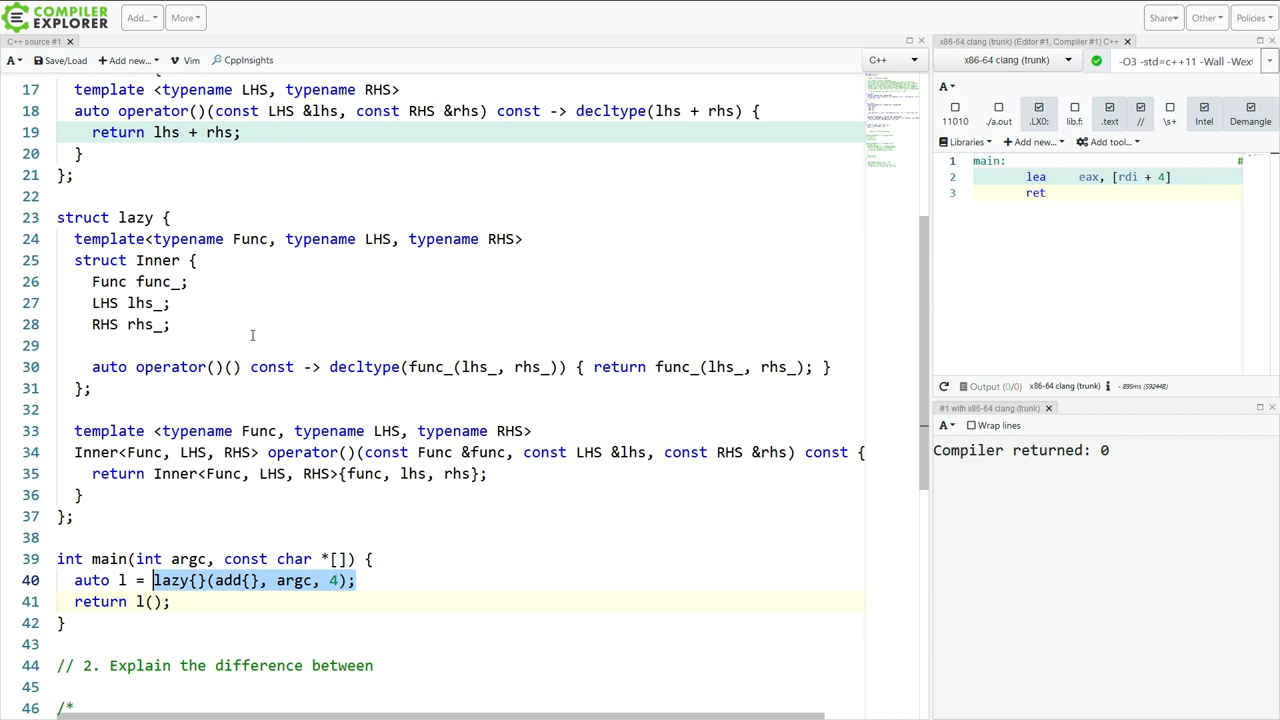 COMPILER
EXPLORER
Add...
More
Share
Other
Policies
C++ source #1
A
Save/Load
Add new...
Vim
CppInsights
C++
17 template <typename LHS, typename RHS>
18 auto operator()(const LHS &lhs, const RHS &rhs) const -> decltype(lhs + rhs) {
19 return lhs + rhs;
20 }
21 };
22
23 struct lazy {
24 template<typename Func, typename LHS, typename RHS>
25 struct Inner {
26 Func func_;
27 LHS lhs_;
28 RHS rhs_;
29
30 auto operator()() const -> decltype(func_(lhs_, rhs_)) { return func_(lhs_, rhs_); }
31 };
32
33 template <typename Func, typename LHS, typename RHS>
34 Inner<Func, LHS, RHS> operator()(const Func &func, const LHS &lhs, const RHS &rhs) const {
35 return Inner<Func, LHS, RHS>{func, lhs, rhs};
36 }
37 };
38
39 int main(int argc, const char *[]) {
40 auto l = lazy{}(add{}, argc, 4);
41 return l();
42 }
43
44 // 2. Explain the difference between
45
46 /*
x86-64 clang (trunk) (Editor #1, Compiler #1) C++
x86-64 clang (trunk)
-O3 -std=c++11 -Wall -Wex
A
11010
./a.out
.LX0:
lib.f:
.text
//
\s+
Intel
Demangle
Libraries
Add new...
Add tool...
1 main: #
2 lea eax, [rdi + 4]
3 ret
Output (0/0) x86-64 clang (trunk) i - 895ms (59244B)
#1 with x86-64 clang (trunk)
A
Wrap lines
Compiler returned: 0